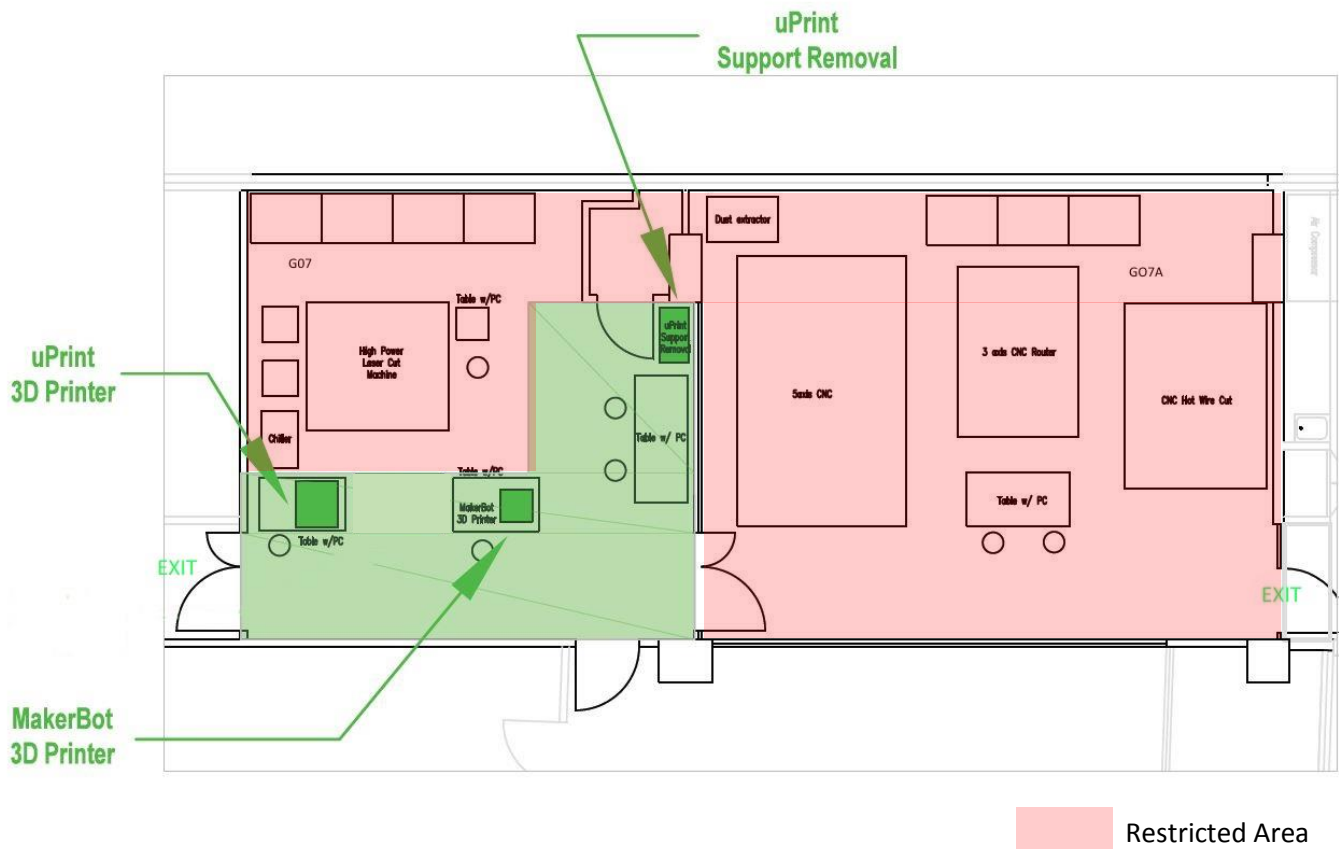 uPrint
Support Removal
Dust extractor
Air Compressor
G07
GO7A
Table w/PC
uPrint
Support
Removal
High Power
Laser Cut
Machine
3 axis CNC Router
uPrint
3D Printer
5axis CNC
CNC Hot Wire Cut
Chiller
Table w/ PC
Table w/PC
MakerBot
3D Printer
Table w/ PC
Table w/PC
EXIT
EXIT
MakerBot
3D Printer
Restricted Area